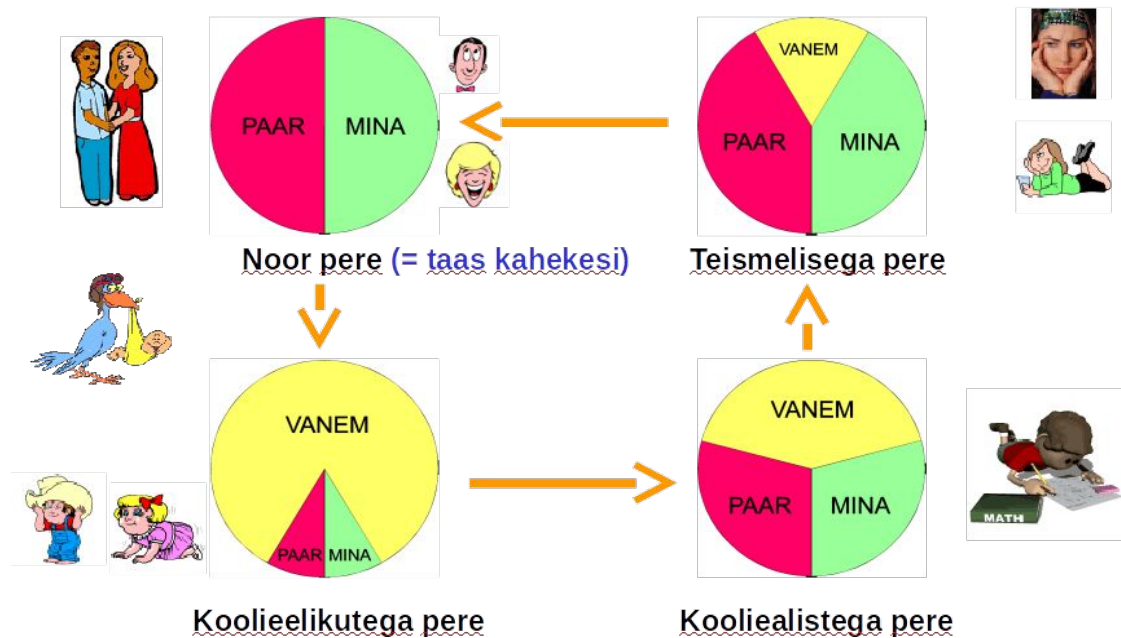 PAAR MINA
Noor pere (= taas kahekesi)
VANEM
PAAR MINA
Teismelisega pere
VANEM
PAAR MINA
Koolieelikutega pere
VANEM
PAAR MINA
Kooliealistega pere
MATH